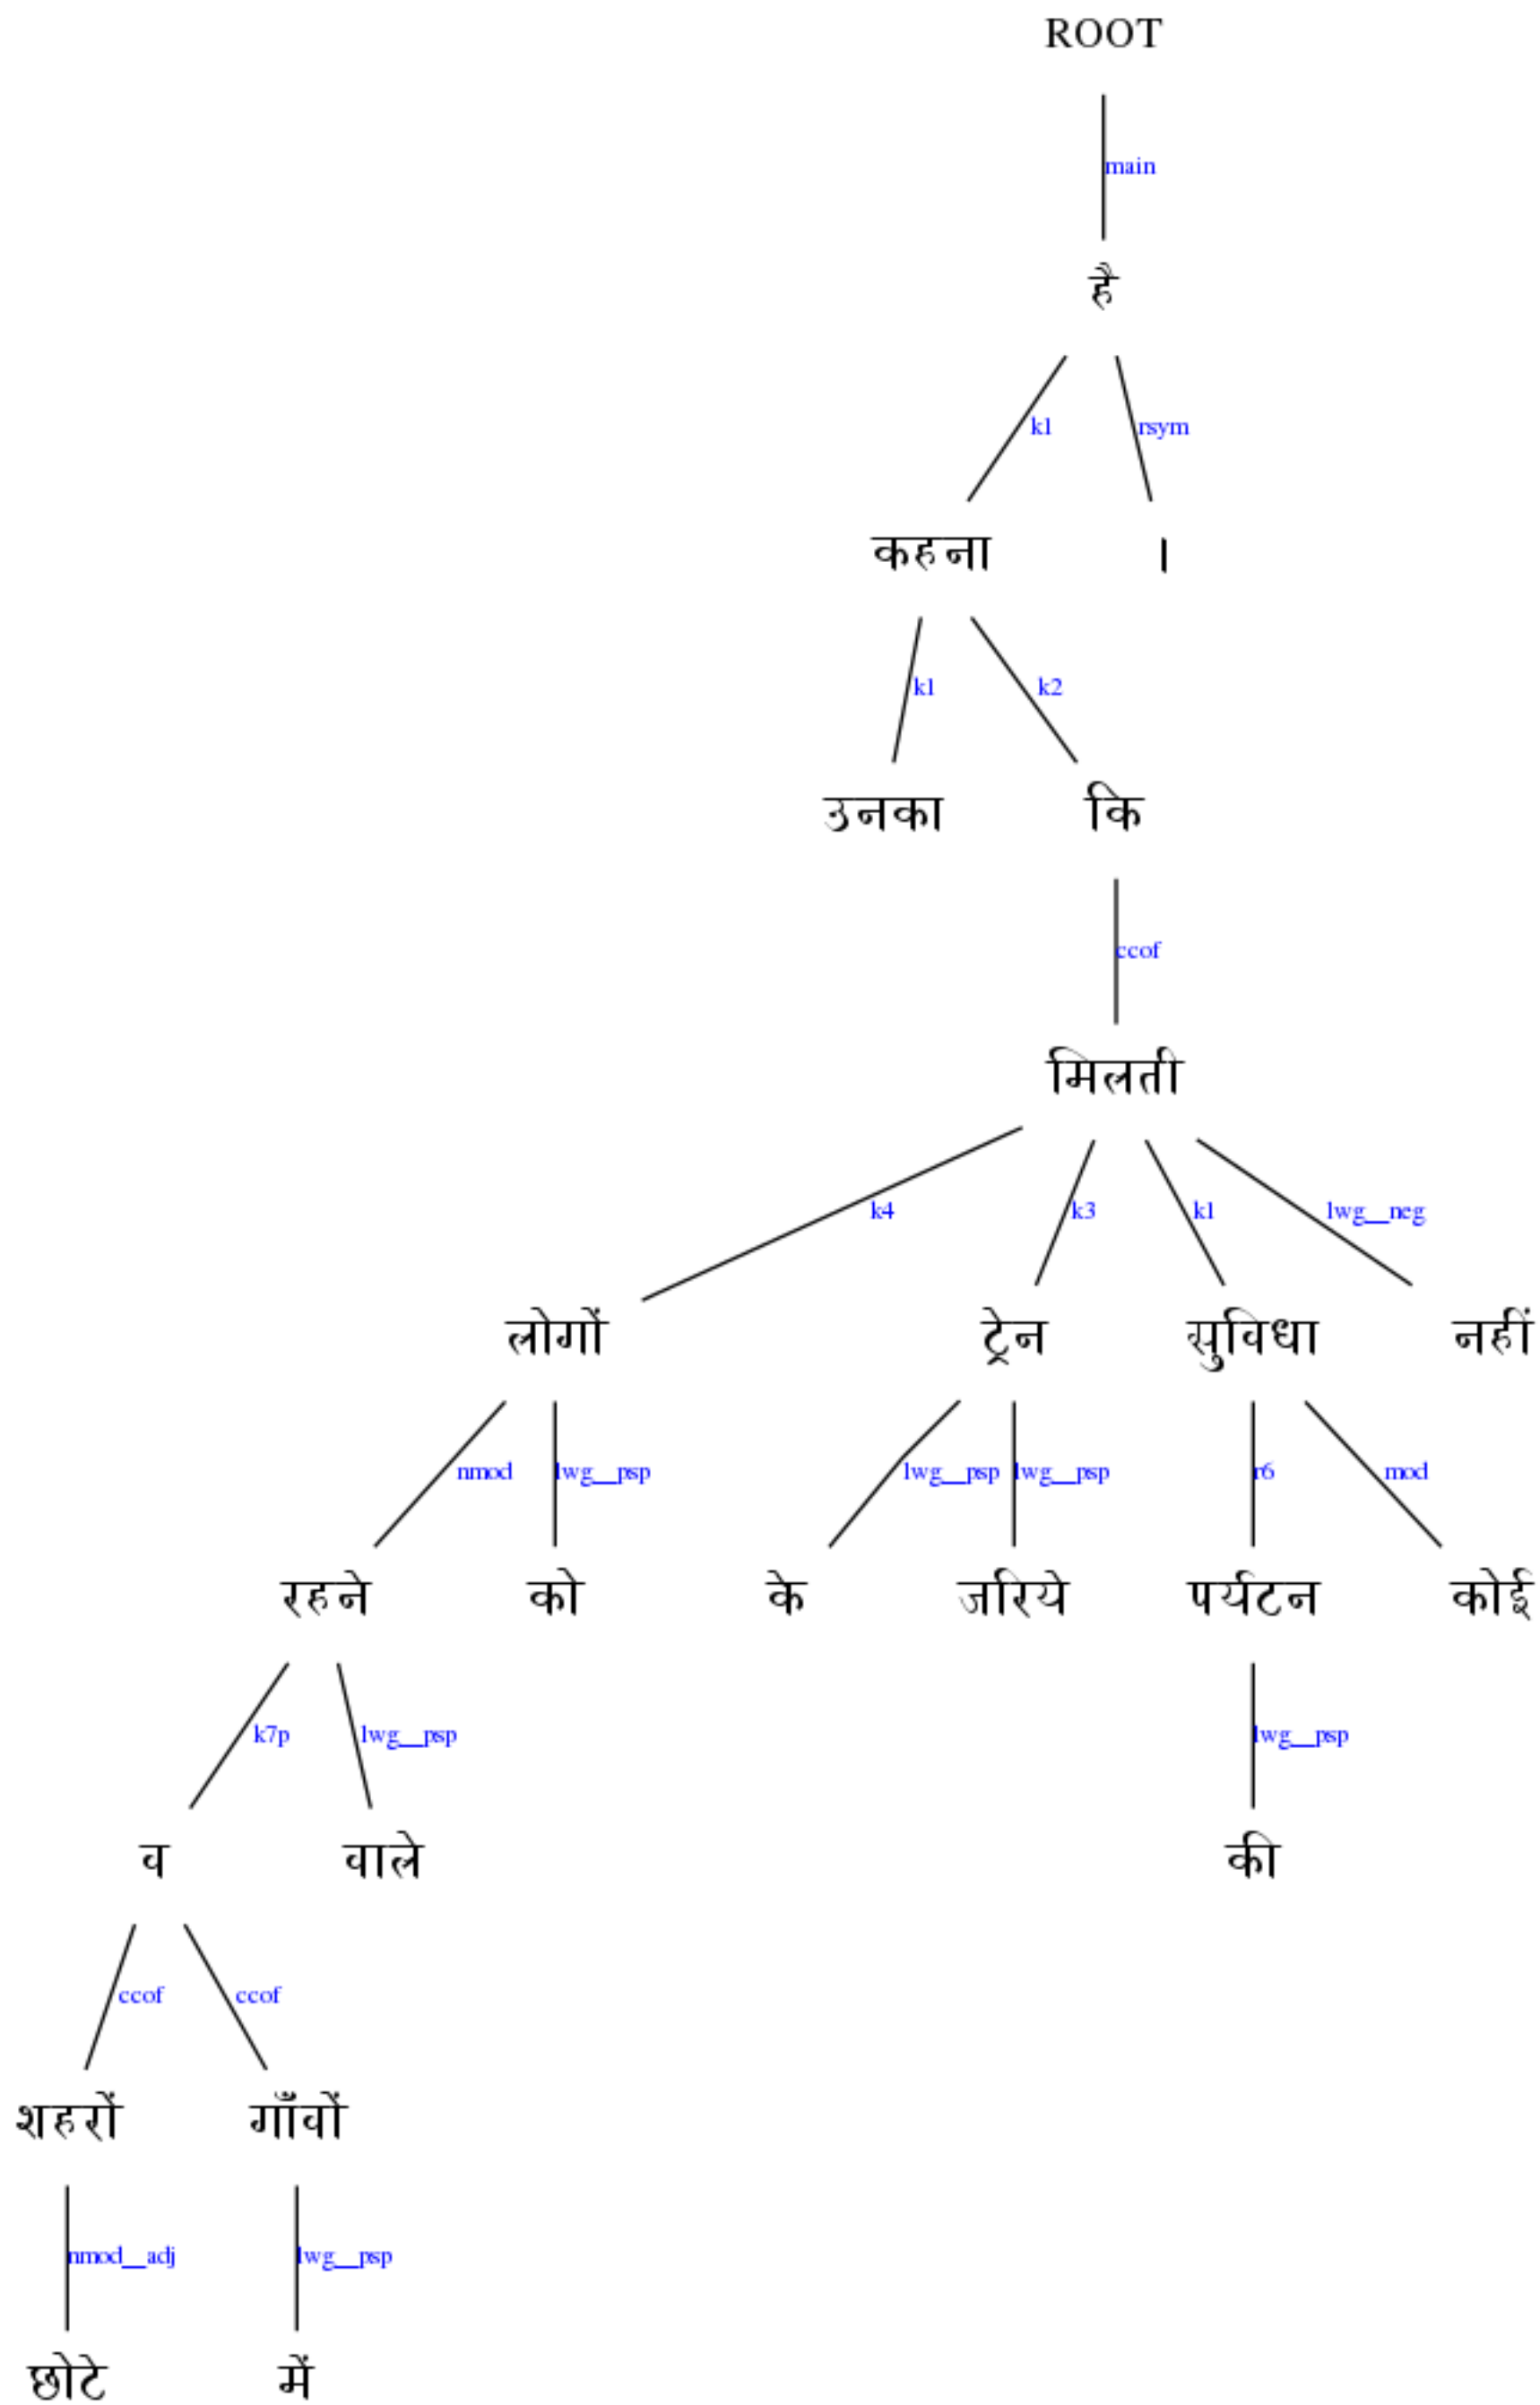 ROOT
main
है
k1 rsym
कहना ।
k1 k2
उनका कि
ccof
मिलती
k4 k3 k1 lwg__neg
लोगों ट्रेन सुविधा नहीं
nmod lwg__psp lwg__psp lwg__psp r6 mod
रहने को के जरिये पर्यटन कोई
k7p lwg__psp lwg__psp
व वाले की
ccof ccof
शहरों गाँवों
nmod__adj lwg__psp
छोटे में